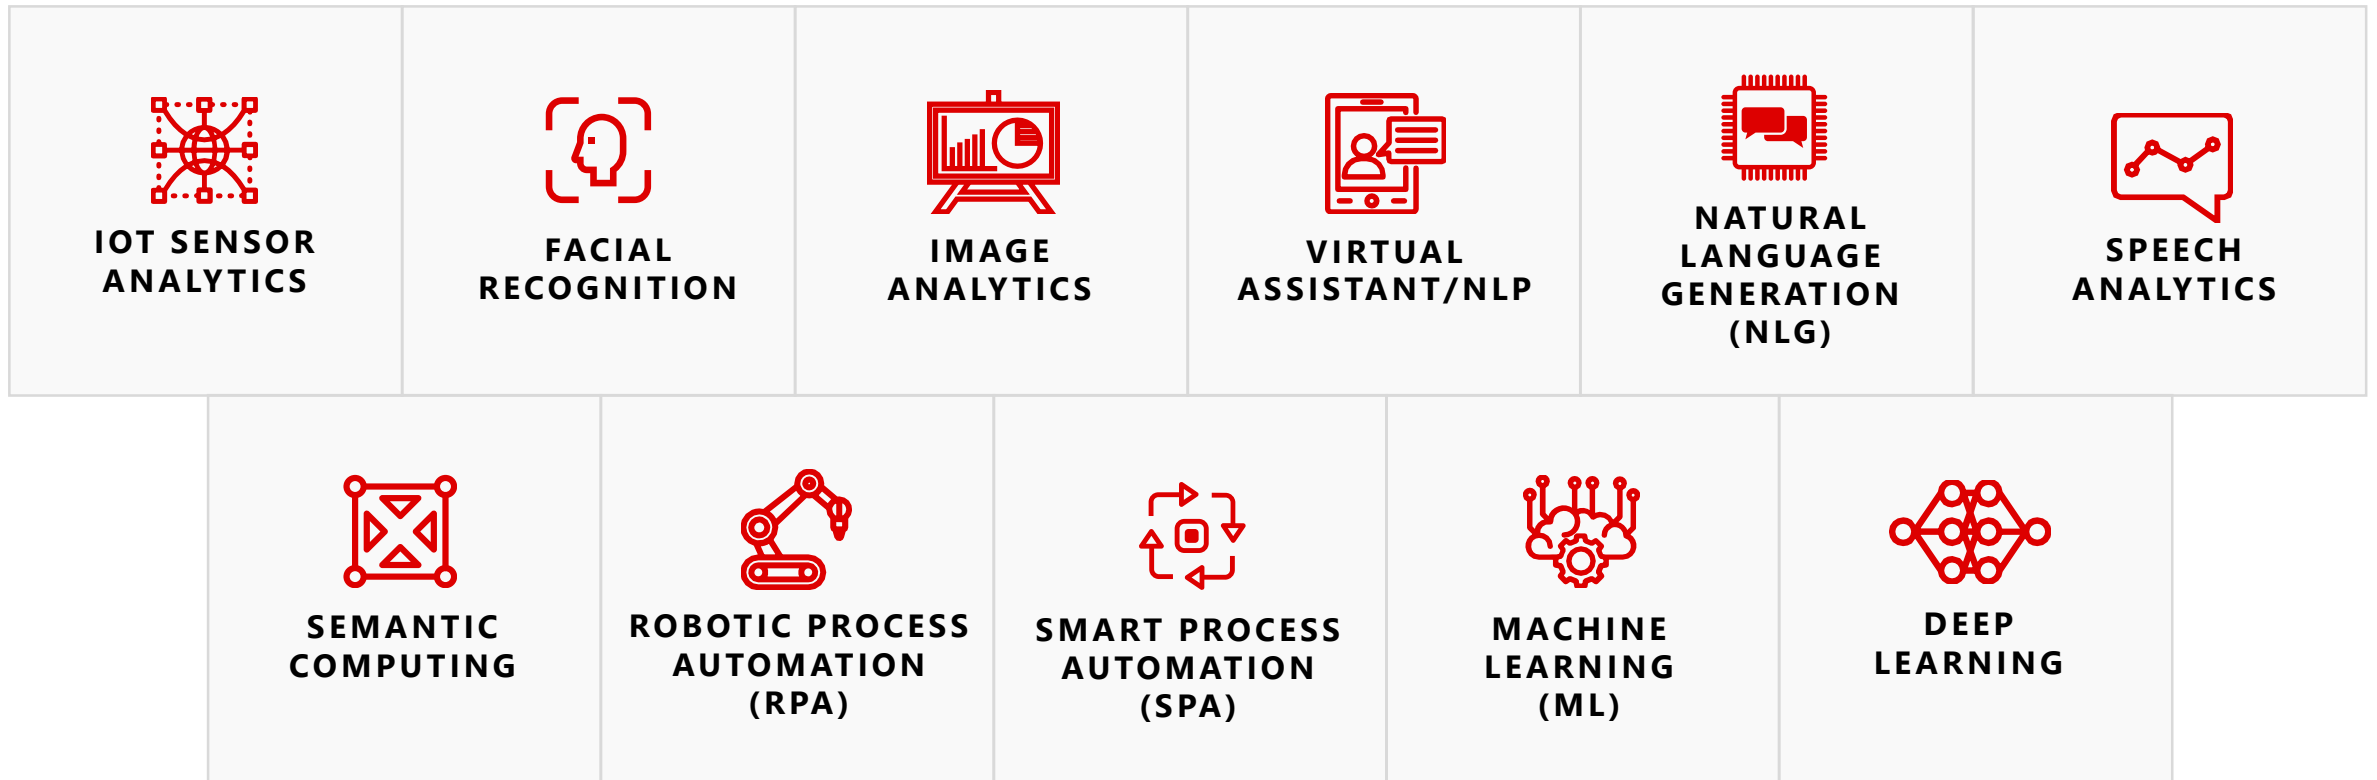 IOT SENSOR
ANALYTICS
FACIAL
RECOGNITION
IMAGE
ANALYTICS
VIRTUAL
ASSISTANT/NLP
NATURAL
LANGUAGE
GENERATION
(NLG)
SPEECH
ANALYTICS
SEMANTIC
COMPUTING
ROBOTIC PROCESS
AUTOMATION
(RPA)
SMART PROCESS
AUTOMATION
(SPA)
MACHINE
LEARNING
(ML)
DEEP
LEARNING